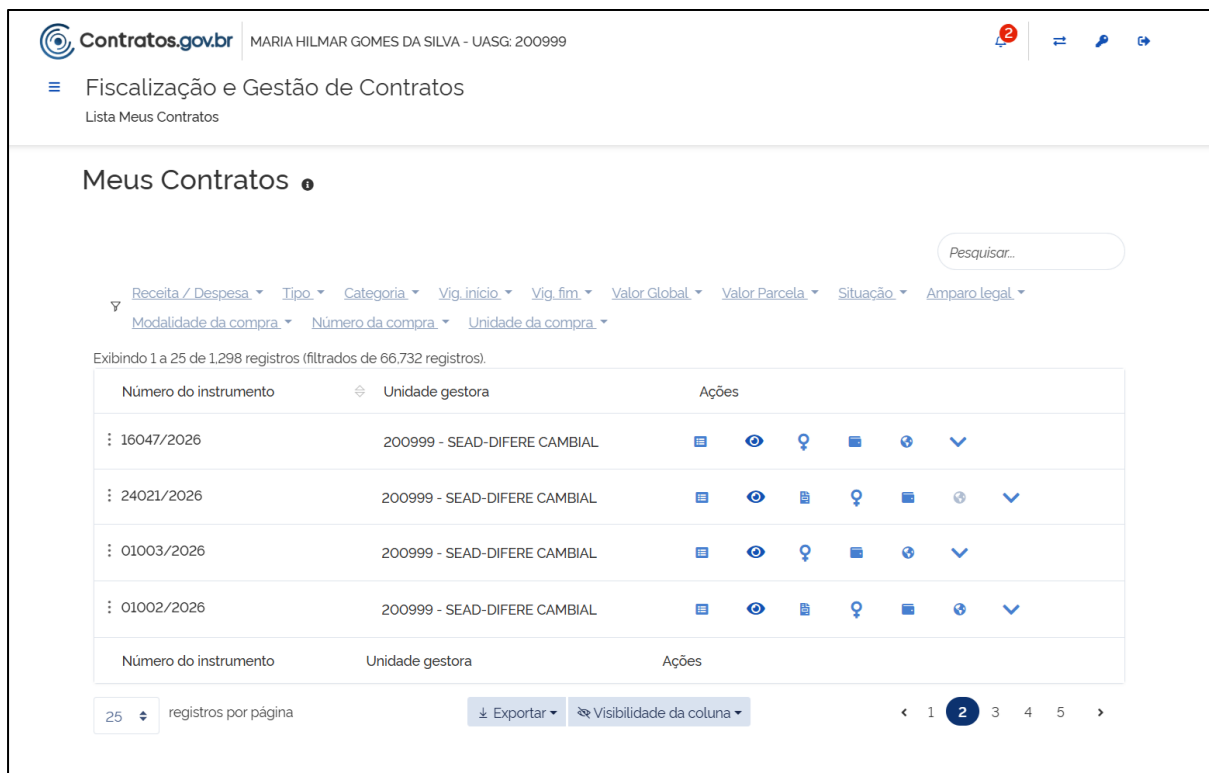 Contratos.gov.br MARIA HILMAR GOMES DA SILVA - UASG: 200999 2
Fiscalização e Gestão de Contratos
Lista Meus Contratos
Meus Contratos
Pesquisar...
Receita / Despesa Tipo Categoria Vig. início Vig. fim Valor Global Valor Parcela Situação Amparo legal
Modalidade da compra Número da compra Unidade da compra
Exibindo 1 a 25 de 1,298 registros (filtrados de 66,732 registros).
Número do instrumento Unidade gestora Ações
16047/2026 200999 - SEAD-DIFERE CAMBIAL
24021/2026 200999 - SEAD-DIFERE CAMBIAL
01003/2026 200999 - SEAD-DIFERE CAMBIAL
01002/2026 200999 - SEAD-DIFERE CAMBIAL
Número do instrumento Unidade gestora Ações
25 registros por página Exportar Visibilidade da coluna 1 2 3 4 5